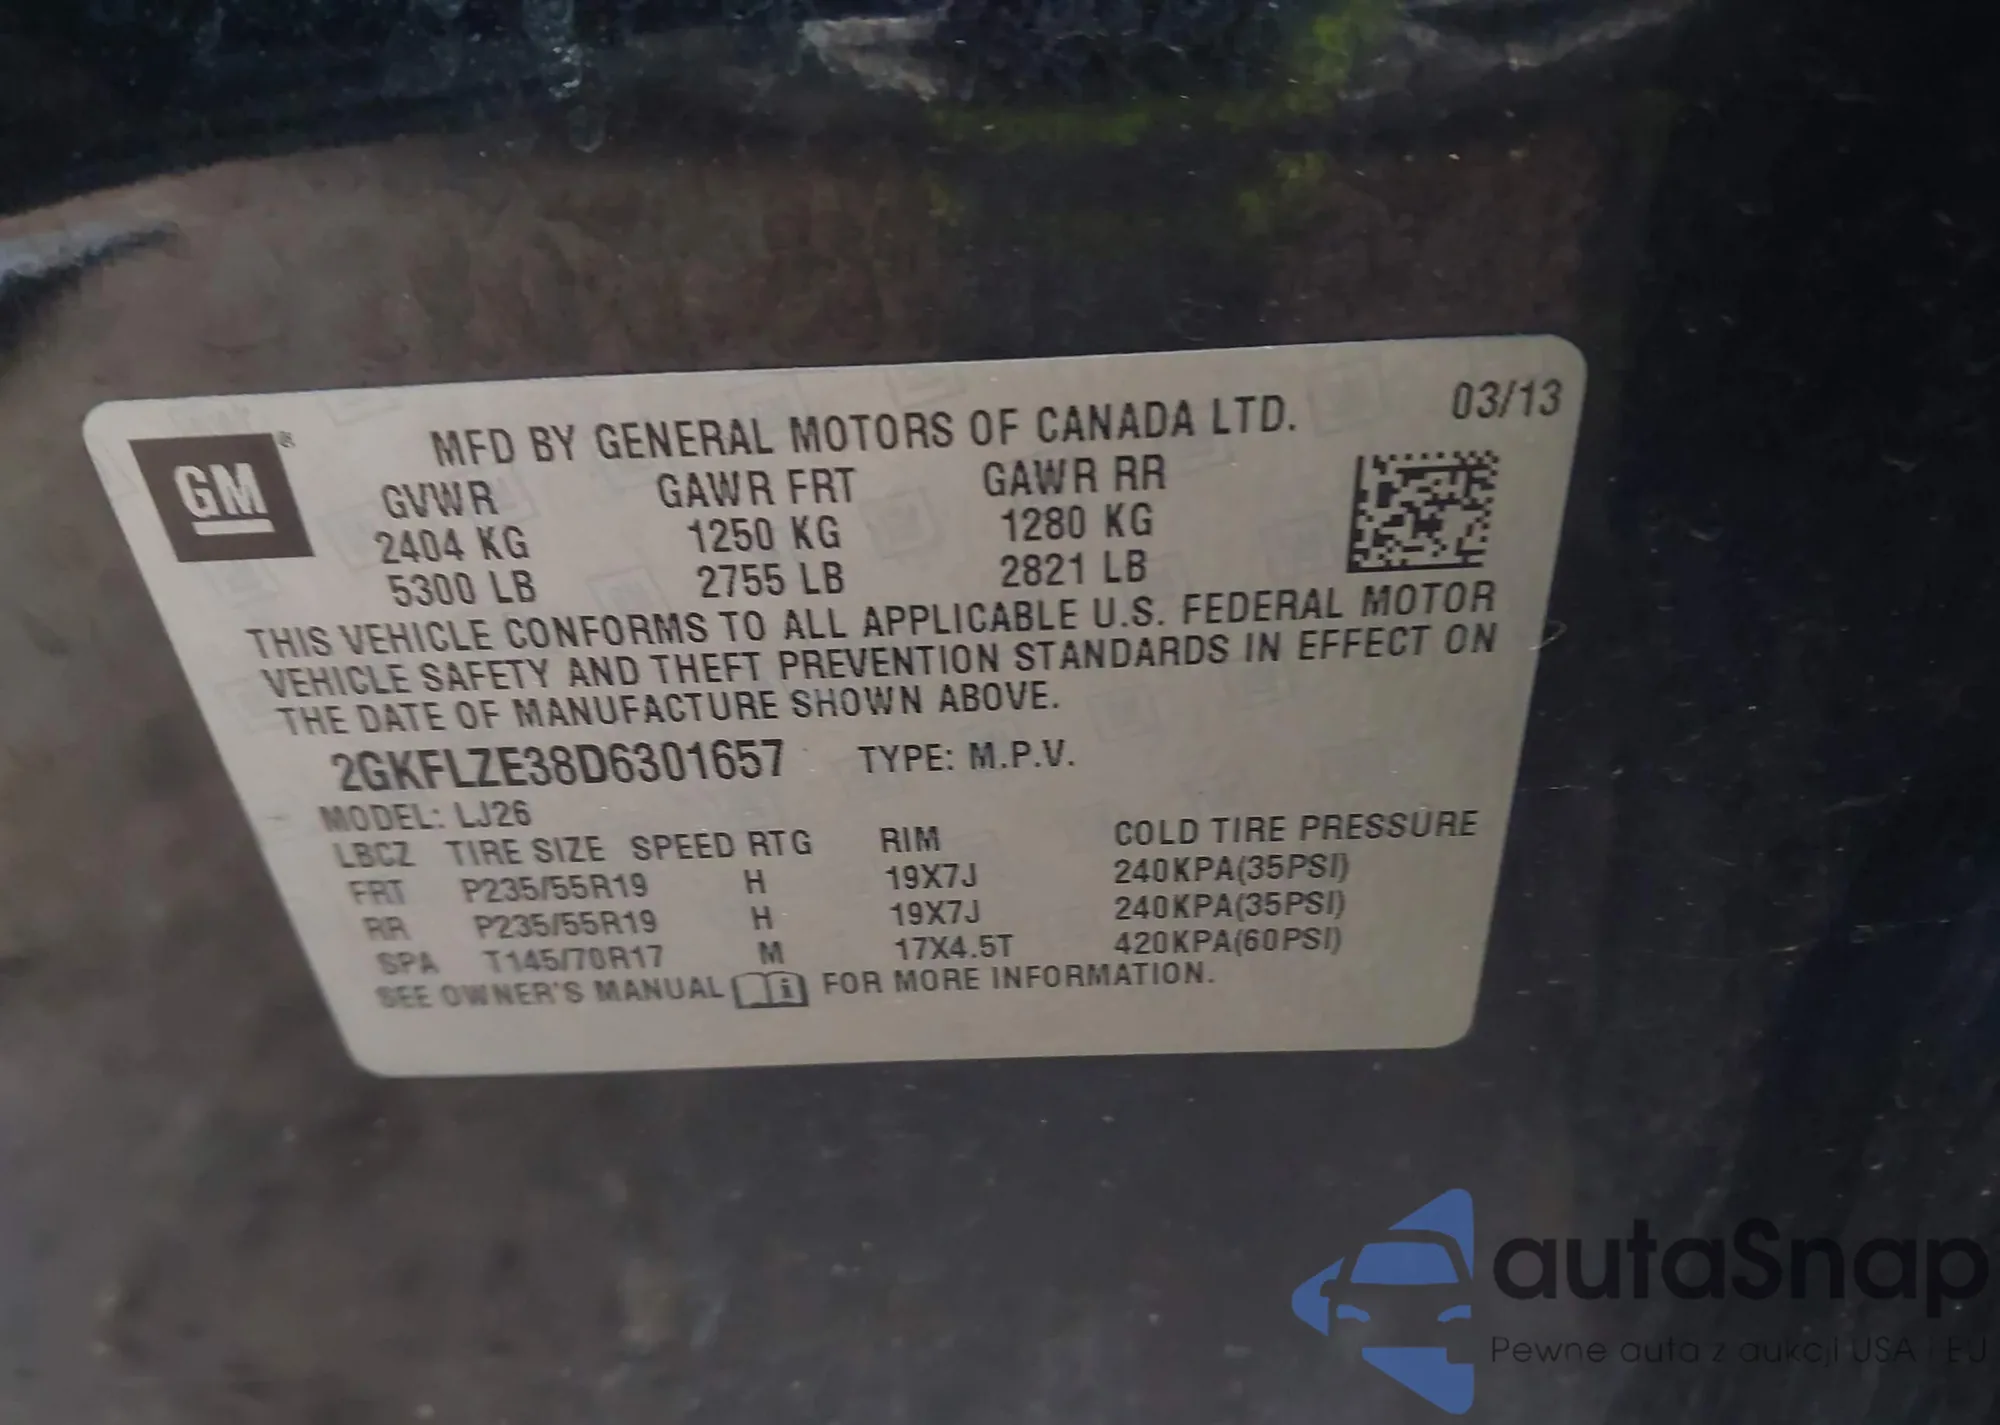 GM
MFD BY GENERAL MOTORS OF CANADA LTD. 03/13
GVWR GAWR FRT GAWR RR
2404 KG 1250 KG 1280 KG
5300 LB 2755 LB 2821 LB
THIS VEHICLE CONFORMS TO ALL APPLICABLE U.S. FEDERAL MOTOR
VEHICLE SAFETY AND THEFT PREVENTION STANDARDS IN EFFECT ON
THE DATE OF MANUFACTURE SHOWN ABOVE.
2GKFLZE38D6301657 TYPE: M.P.V.
MODEL: LJ26
LBCZ TIRE SIZE SPEED RTG RIM COLD TIRE PRESSURE
FRT P235/55R19 H 19X7J 240KPA(35PSI)
RR P235/55R19 H 19X7J 240KPA(35PSI)
SPA T145/70R17 M 17X4.5T 420KPA(60PSI)
SEE OWNER'S MANUAL i FOR MORE INFORMATION.
autaSnap
Pewne auta z aukcji USA i EU